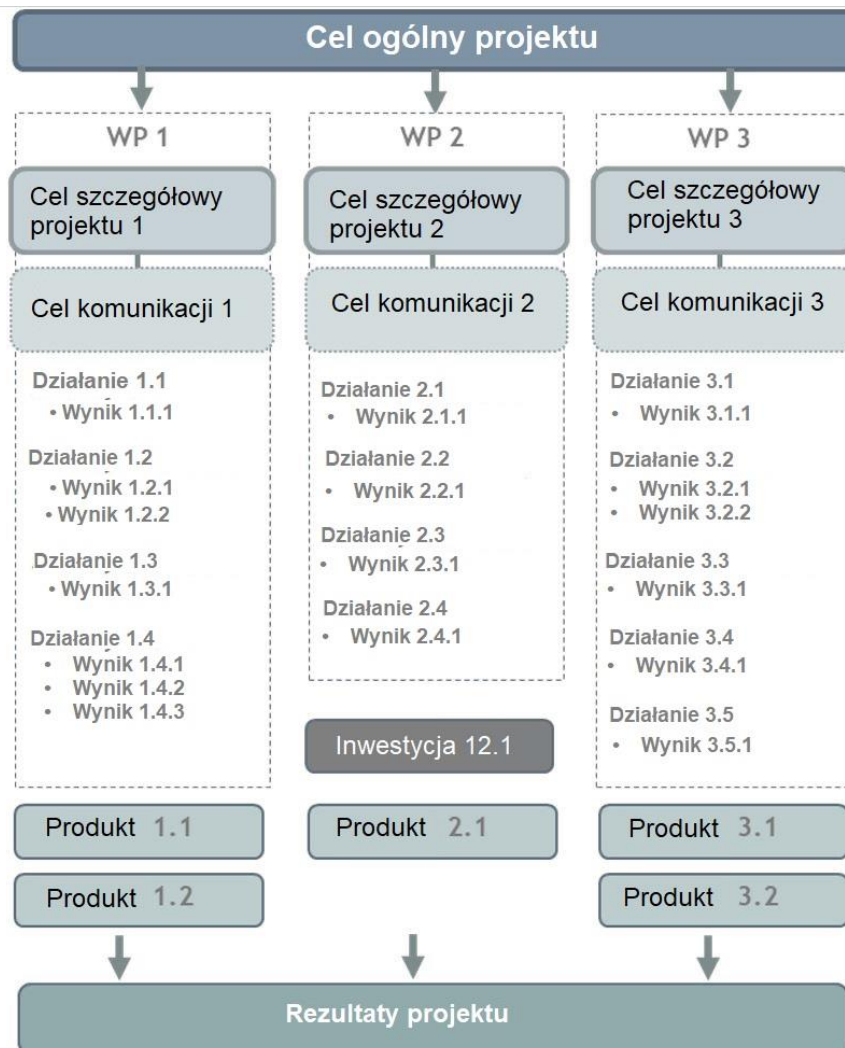 Cel ogólny projektu
WP 1
Cel szczegółowy
projektu 1
Cel komunikacji 1
Działanie 1.1
• Wynik 1.1.1
Działanie 1.2
• Wynik 1.2.1
• Wynik 1.2.2
Działanie 1.3
• Wynik 1.3.1
Działanie 1.4
• Wynik 1.4.1
• Wynik 1.4.2
• Wynik 1.4.3
Produkt 1.1
Produkt 1.2
WP 2
Cel szczegółowy
projektu 2
Cel komunikacji 2
Działanie 2.1
• Wynik 2.1.1
Działanie 2.2
• Wynik 2.2.1
Działanie 2.3
• Wynik 2.3.1
Działanie 2.4
• Wynik 2.4.1
Inwestycja 12.1
Produkt 2.1
WP 3
Cel szczegółowy
projektu 3
Cel komunikacji 3
Działanie 3.1
• Wynik 3.1.1
Działanie 3.2
• Wynik 3.2.1
• Wynik 3.2.2
Działanie 3.3
• Wynik 3.3.1
Działanie 3.4
• Wynik 3.4.1
Działanie 3.5
• Wynik 3.5.1
Produkt 3.1
Produkt 3.2
Rezultaty projektu